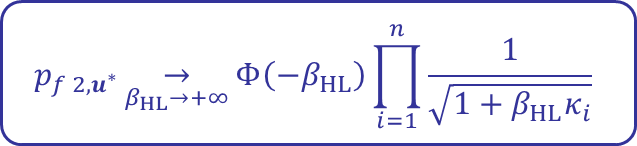 p_{f 2,𝒖*} →_{β_HL→+∞} Φ(−β_HL) ∏_{i=1}^{n} 1/√(1 + β_HL κ_i)